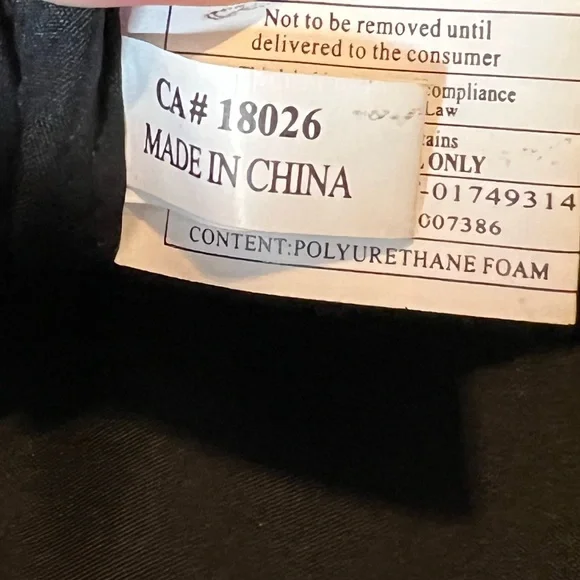 Not to be removed until
delivered to the consumer
ompliance
Law
CA# 18026
MADE IN CHINA
ains
ONLY
-01749314
007386
CONTENT:POLYURETHANE FOAM